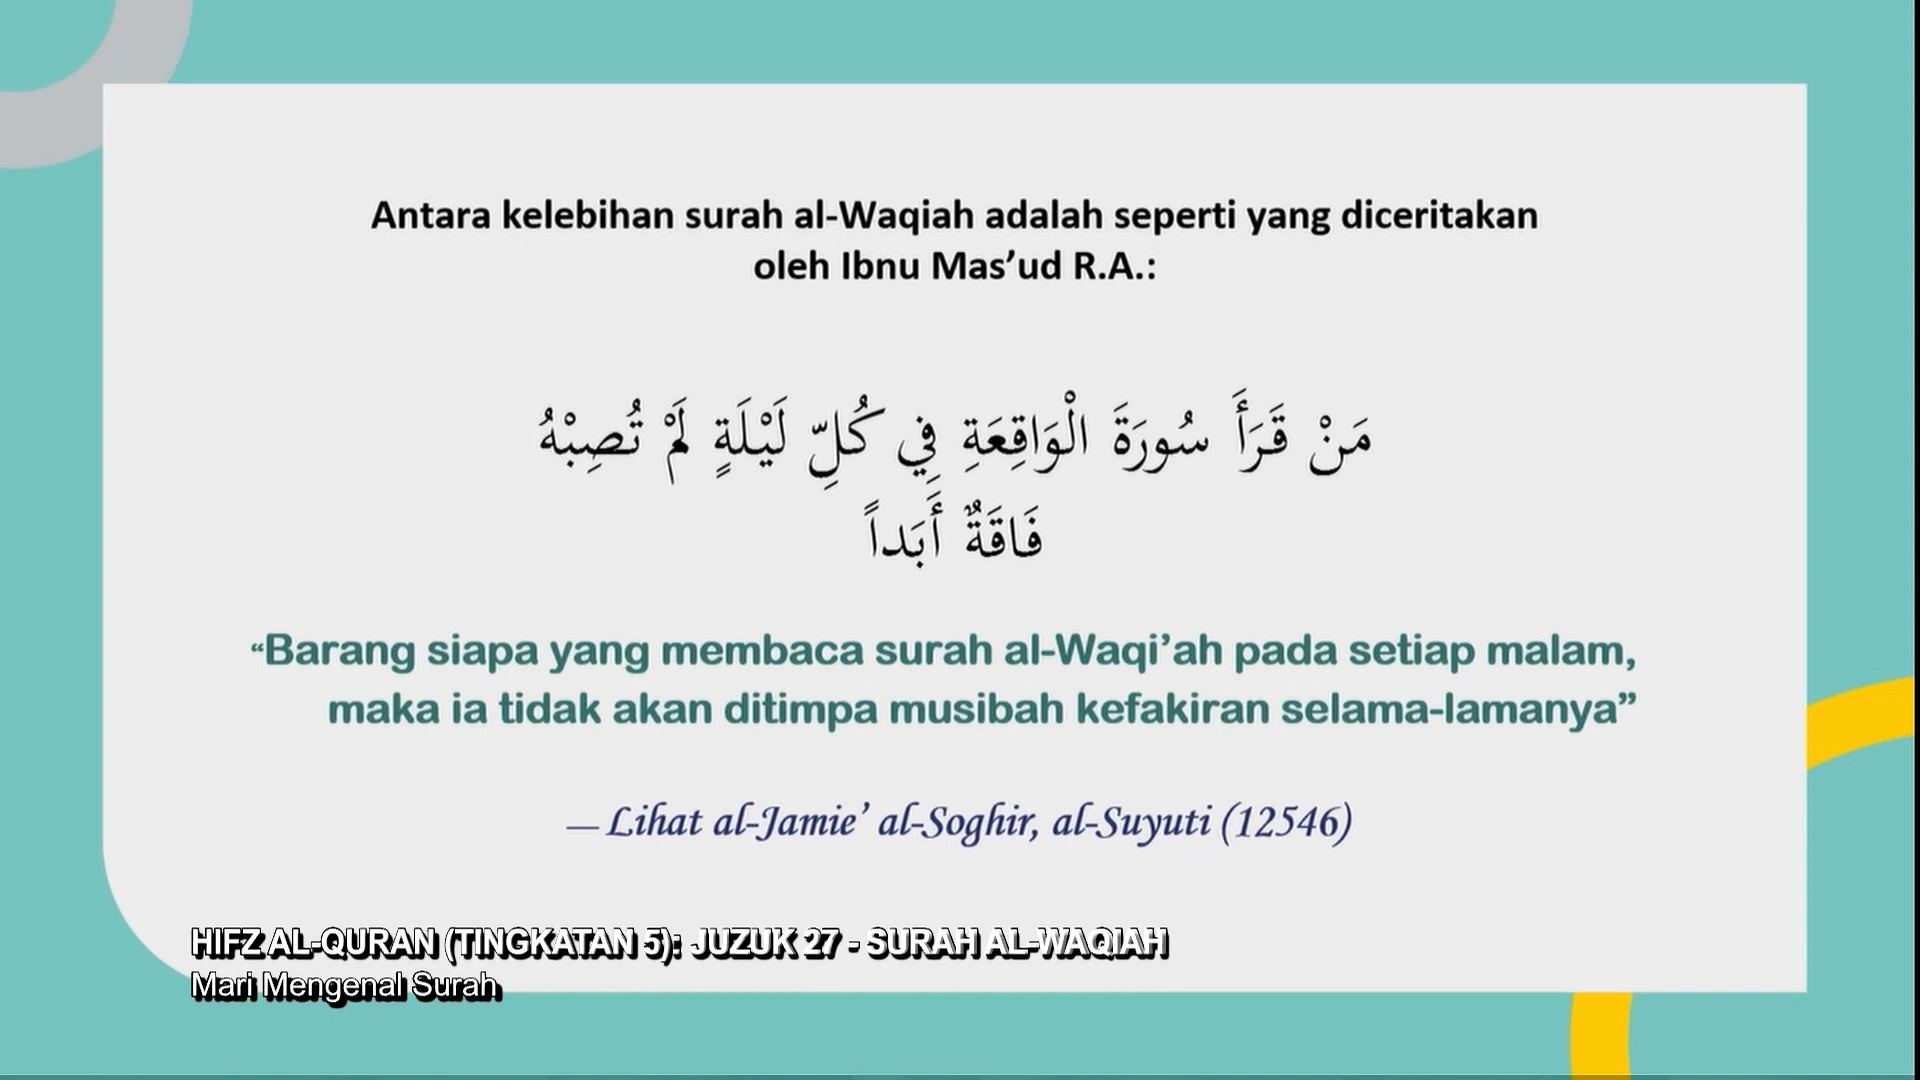 Antara kelebihan surah al-Waqiah adalah seperti yang diceritakan
oleh Ibnu Mas’ud R.A.:
مَنْ قَرَأَ سُورَةَ الْوَاقِعَةِ فِي كُلِّ لَيْلَةٍ لَمْ تُصِبْهُ
فَاقَةٌ أَبَداً
“Barang siapa yang membaca surah al-Waqi’ah pada setiap malam,
maka ia tidak akan ditimpa musibah kefakiran selama-lamanya”
— Lihat al-Jamie’ al-Soghir, al-Suyuti (12546)
HIFZ AL-QURAN (TINGKATAN 5): JUZUK 27 - SURAH AL-WAQIAH
Mari Mengenal Surah